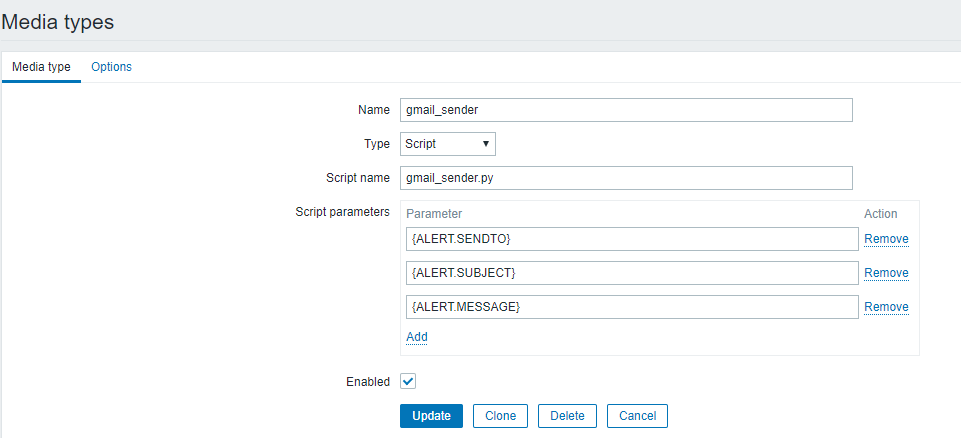 Media types
Media type Options
Name gmail_sender
Type Script
Script name gmail_sender.py
Script parameters Parameter Action
{ALERT.SENDTO} Remove
{ALERT.SUBJECT} Remove
{ALERT.MESSAGE} Remove
Add
Enabled
Update Clone Delete Cancel